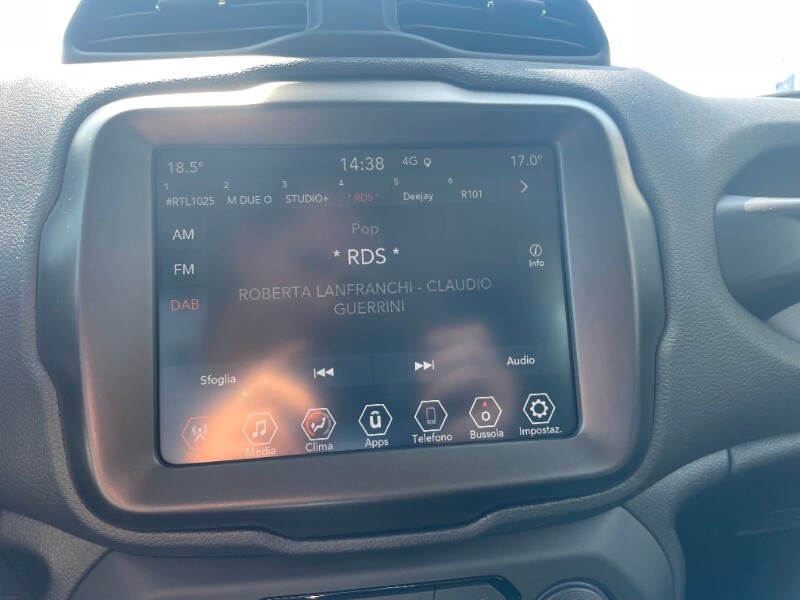 18.5° 14:38 4G 17.0°
1 2 3 4 5 6
#RTL1025 M DUE O STUDIO+ * RDS * Deejay R101
AM
Pop
* RDS *
FM
Info
DAB
ROBERTA LANFRANCHI - CLAUDIO
GUERRINI
Sfoglia
Audio
Media Clima Apps Telefono Bussola Impostaz.